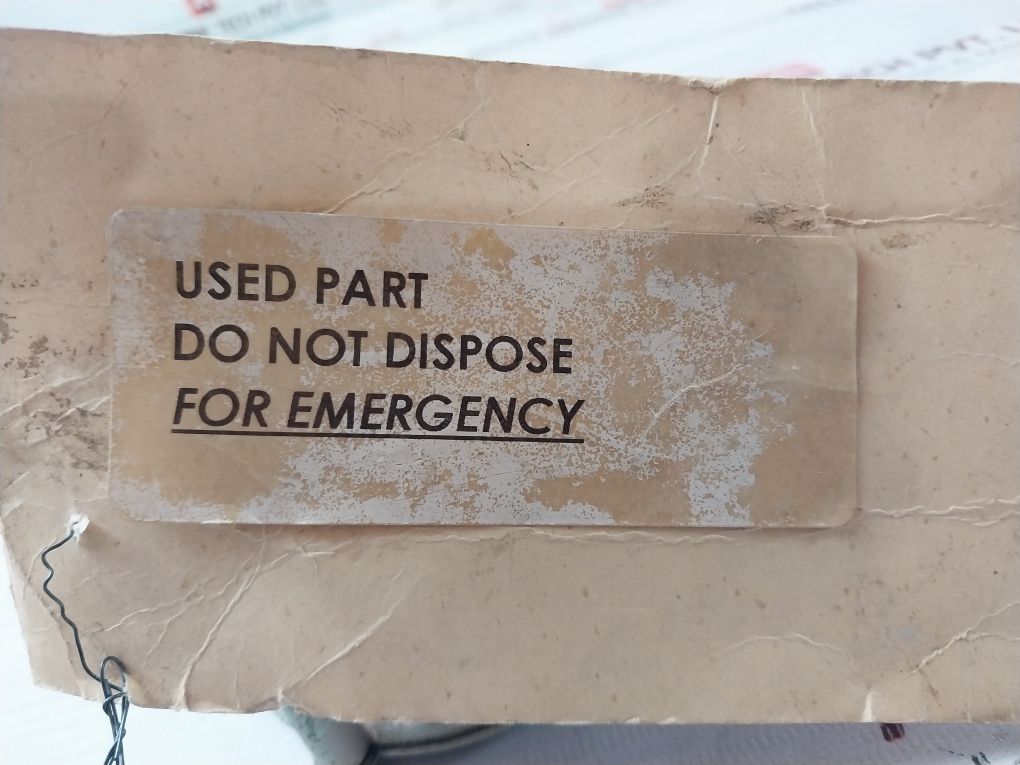 USED PART
DO NOT DISPOSE
FOR EMERGENCY